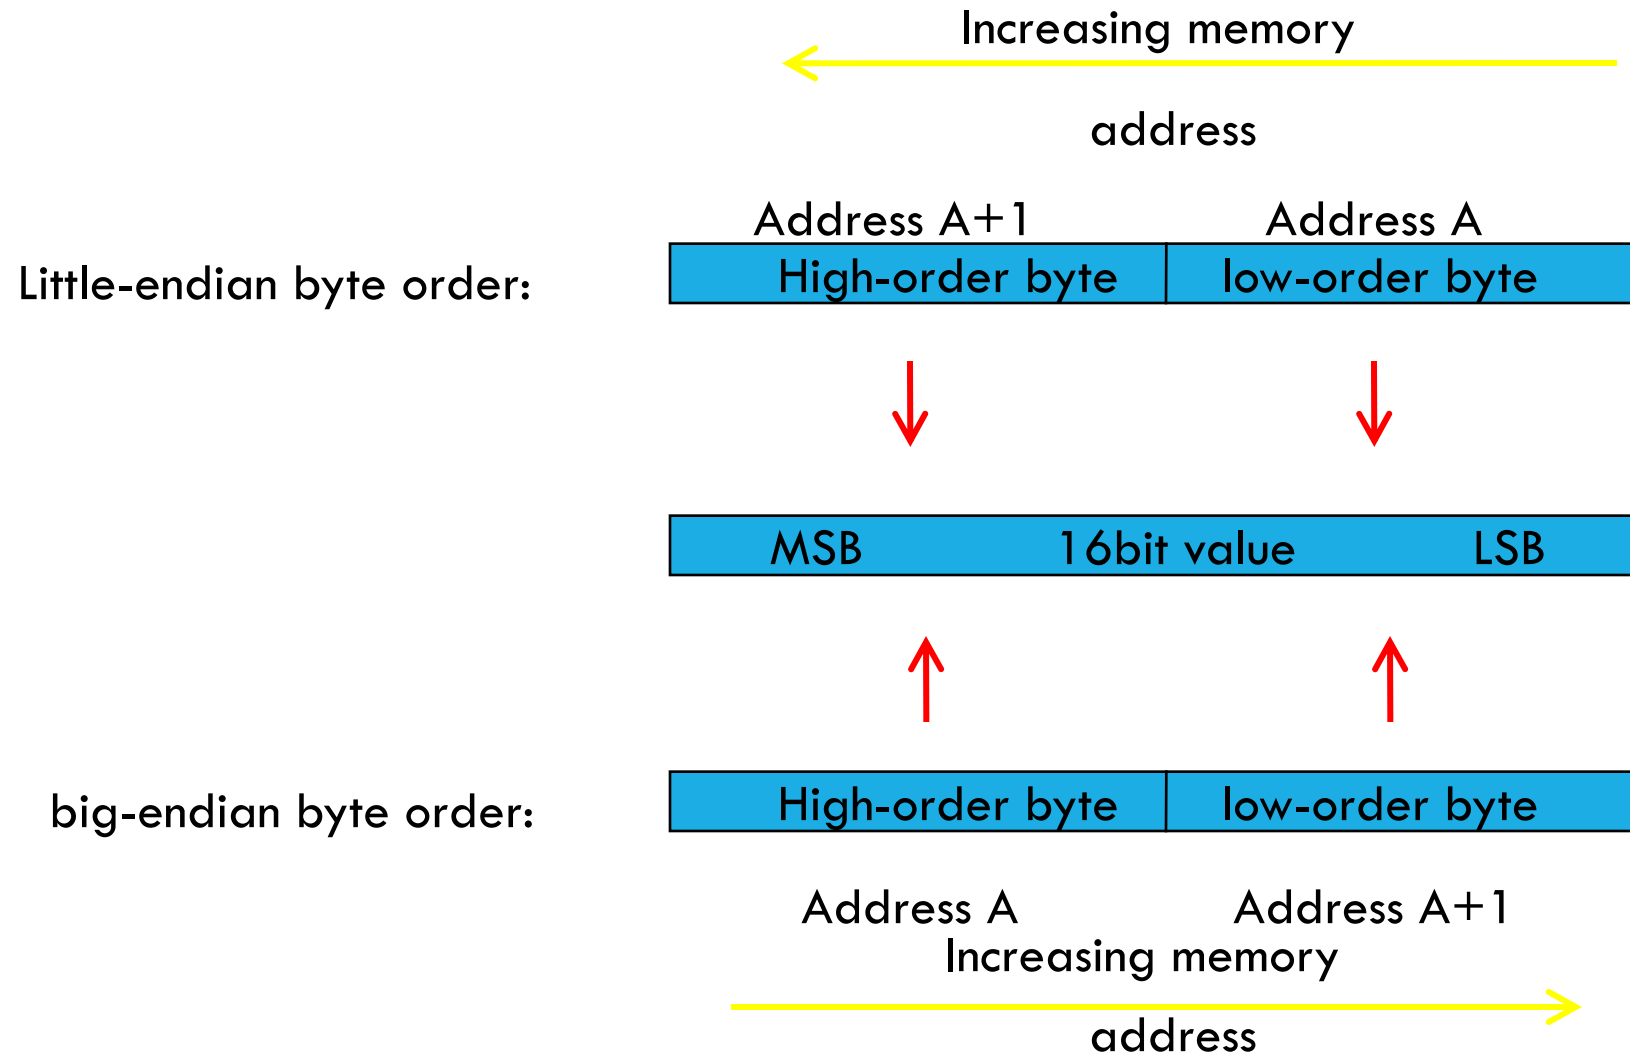 Increasing memory
address
Address A+1 Address A
Little-endian byte order: High-order byte low-order byte
MSB 16bit value LSB
big-endian byte order: High-order byte low-order byte
Address A Address A+1
Increasing memory
address